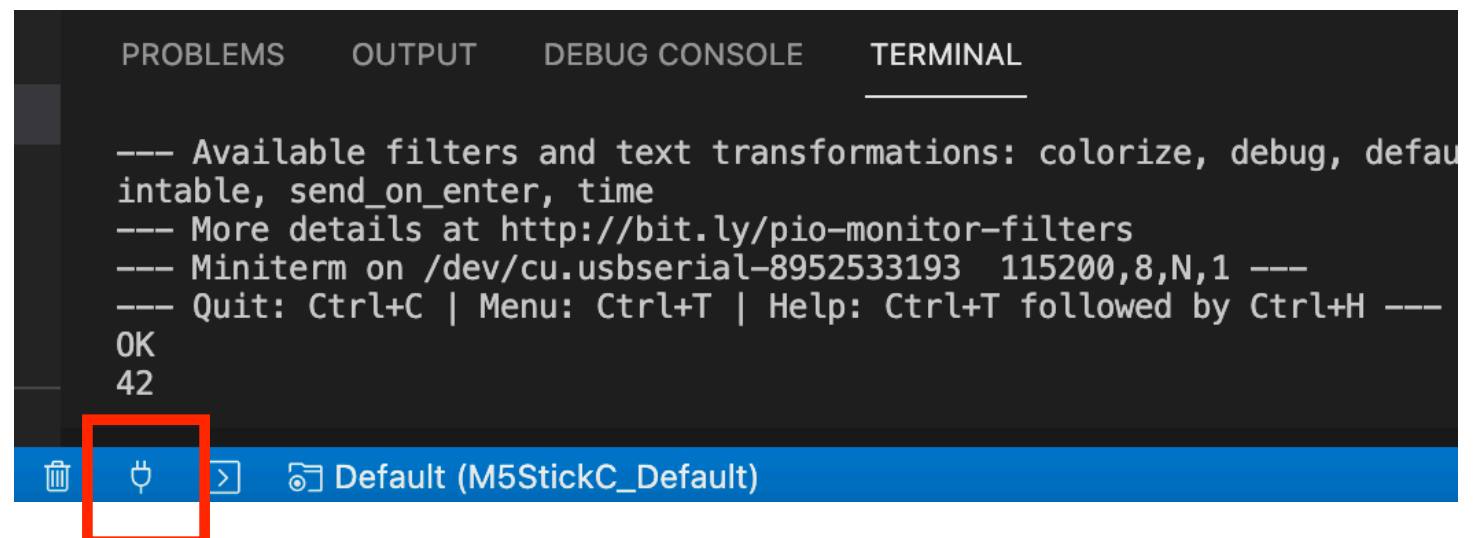 PROBLEMS OUTPUT DEBUG CONSOLE TERMINAL
--- Available filters and text transformations: colorize, debug, defau
intable, send_on_enter, time
--- More details at http://bit.ly/pio-monitor-filters
--- Miniterm on /dev/cu.usbserial-8952533193  115200,8,N,1 ---
--- Quit: Ctrl+C | Menu: Ctrl+T | Help: Ctrl+T followed by Ctrl+H ---
OK
42
Default (M5StickC_Default)